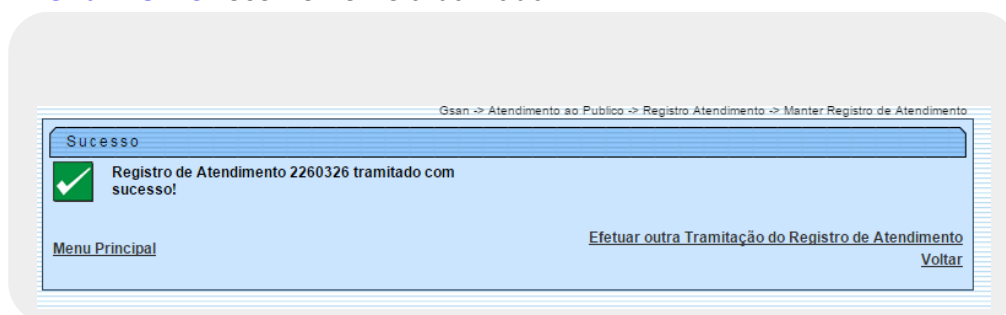 Gsan -> Atendimento ao Publico -> Registro Atendimento -> Manter Registro de Atendimento
Sucesso
Registro de Atendimento 2260326 tramitado com
sucesso!
Efetuar outra Tramitação do Registro de Atendimento
Menu Principal
Voltar